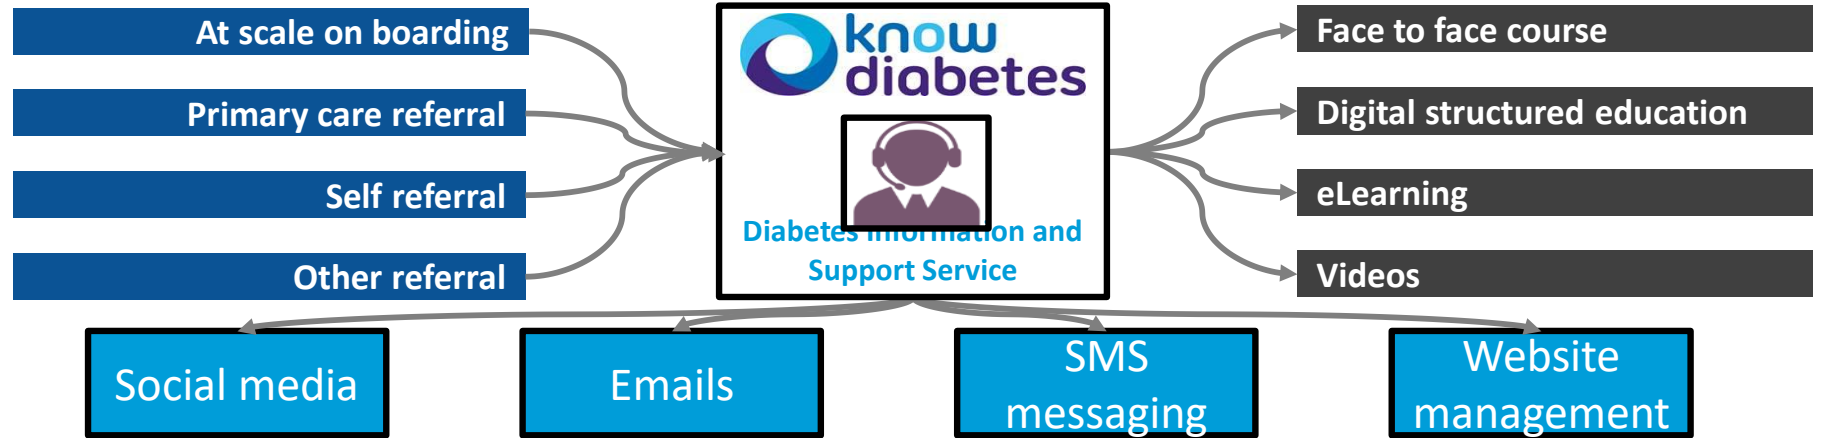 At scale on boarding
Primary care referral
Self referral
Other referral
know
diabetes
Diabetes Information and
Support Service
Face to face course
Digital structured education
eLearning
Videos
Social media
Emails
SMS
messaging
Website
management